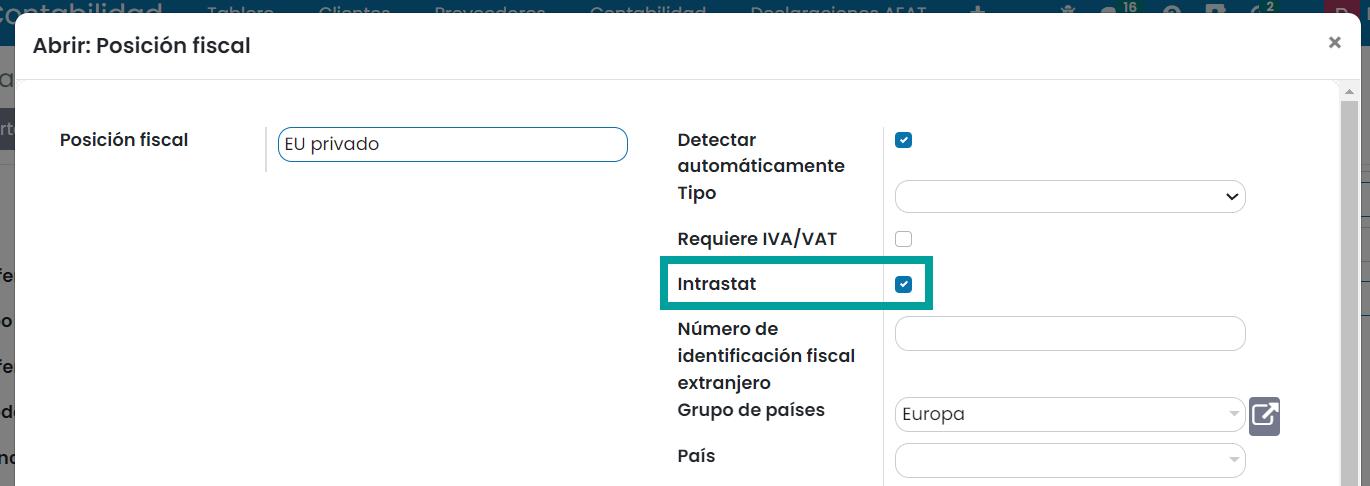 Contabilidad Tablero Clientes Proveedores Contabilidad Declaraciones AEAT + 16 2
Abrir: Posición fiscal ×
Posición fiscal
EU privado
Detectar
automáticamente
Tipo
Requiere IVA/VAT
Intrastat
Número de
identificación fiscal
extranjero
Grupo de países
Europa
País